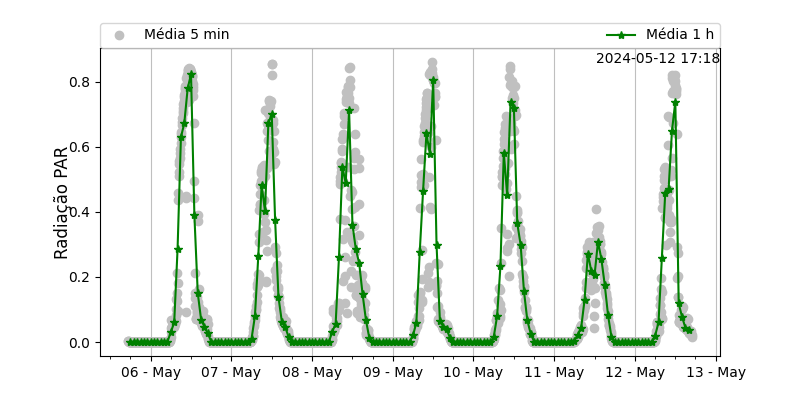 Média 5 min
Média 1 h
2024-05-12 17:18
Radiação PAR
0.8
0.6
0.4
0.2
0.0
06 - May
07 - May
08 - May
09 - May
10 - May
11 - May
12 - May
13 - May